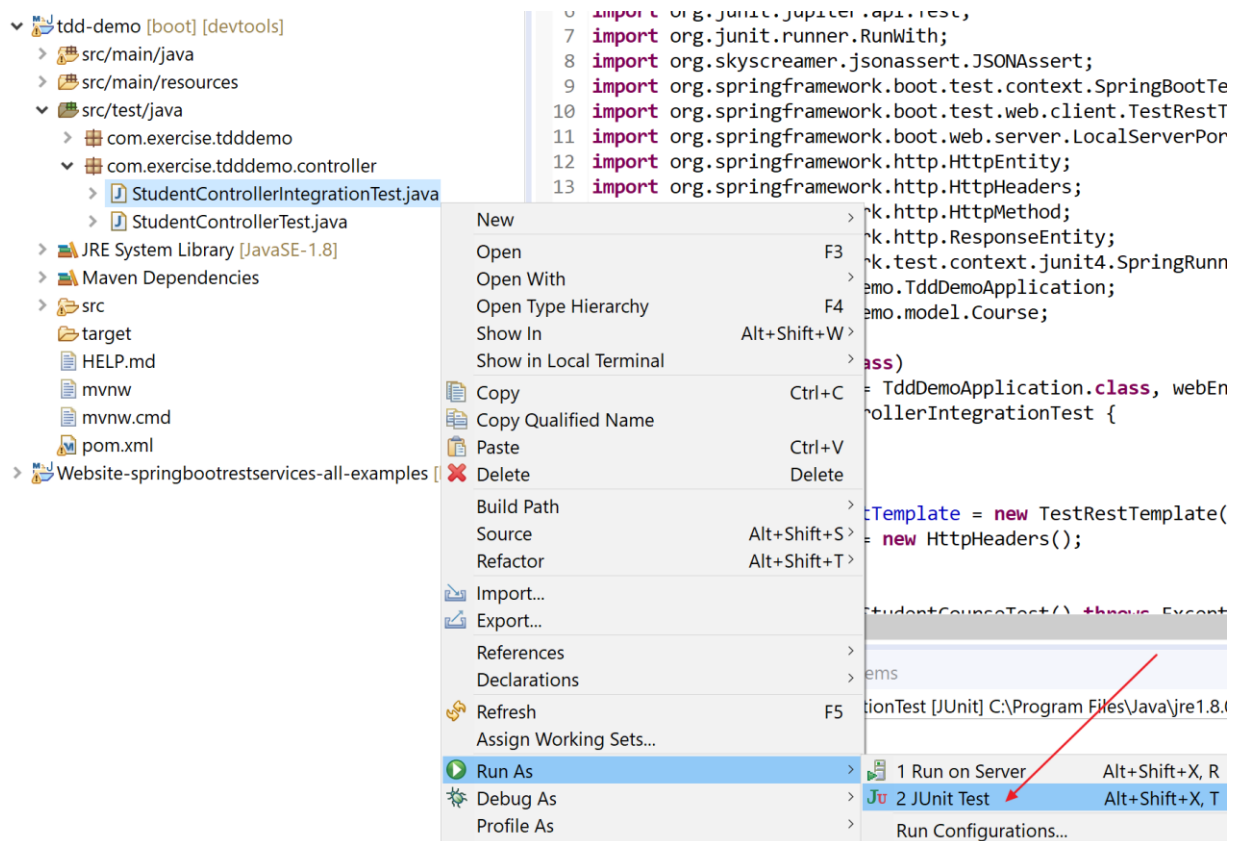 tdd-demo [boot] [devtools]
src/main/java
src/main/resources
src/test/java
com.exercise.tdddemo
com.exercise.tdddemo.controller
StudentControllerIntegrationTest.java
StudentControllerTest.java
JRE System Library [JavaSE-1.8]
Maven Dependencies
src
target
HELP.md
mvnw
mvnw.cmd
pom.xml
Website-springbootrestservices-all-examples [
6 import org.junit.jupiter.api.Test;
7 import org.junit.runner.RunWith;
8 import org.skyscreamer.jsonassert.JSONAssert;
9 import org.springframework.boot.test.context.SpringBootTe
10 import org.springframework.boot.test.web.client.TestRestT
11 import org.springframework.boot.web.server.LocalServerPor
12 import org.springframework.http.HttpEntity;
13 import org.springframework.http.HttpHeaders;
rk.http.HttpMethod;
rk.http.ResponseEntity;
rk.test.context.junit4.SpringRunn
emo.TddDemoApplication;
emo.model.Course;
ass)
= TddDemoApplication.class, webEn
rollerIntegrationTest {
tTemplate = new TestRestTemplate(
= new HttpHeaders();
() throws Except
New
Open F3
Open With
Open Type Hierarchy F4
Show In Alt+Shift+W
Show in Local Terminal
Copy Ctrl+C
Copy Qualified Name
Paste Ctrl+V
Delete Delete
Build Path
Source Alt+Shift+S
Refactor Alt+Shift+T
Import...
Export...
References
Declarations
Refresh F5
Assign Working Sets...
Run As
Debug As
Profile As
ems
tionTest [JUnit] C:\Program Files\Java\jre1.8.0
1 Run on Server Alt+Shift+X, R
JU 2 JUnit Test Alt+Shift+X, T
Run Configurations...